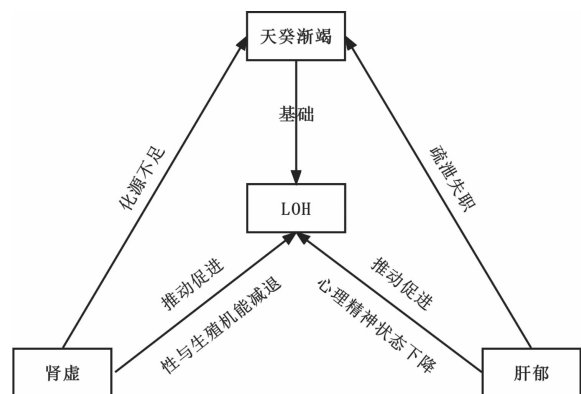 天癸渐竭
基础
化源不足
疏泄失职
LOH
推动促进
性与生殖机能减退
推动促进
心理精神状态下降
肾虚
肝郁